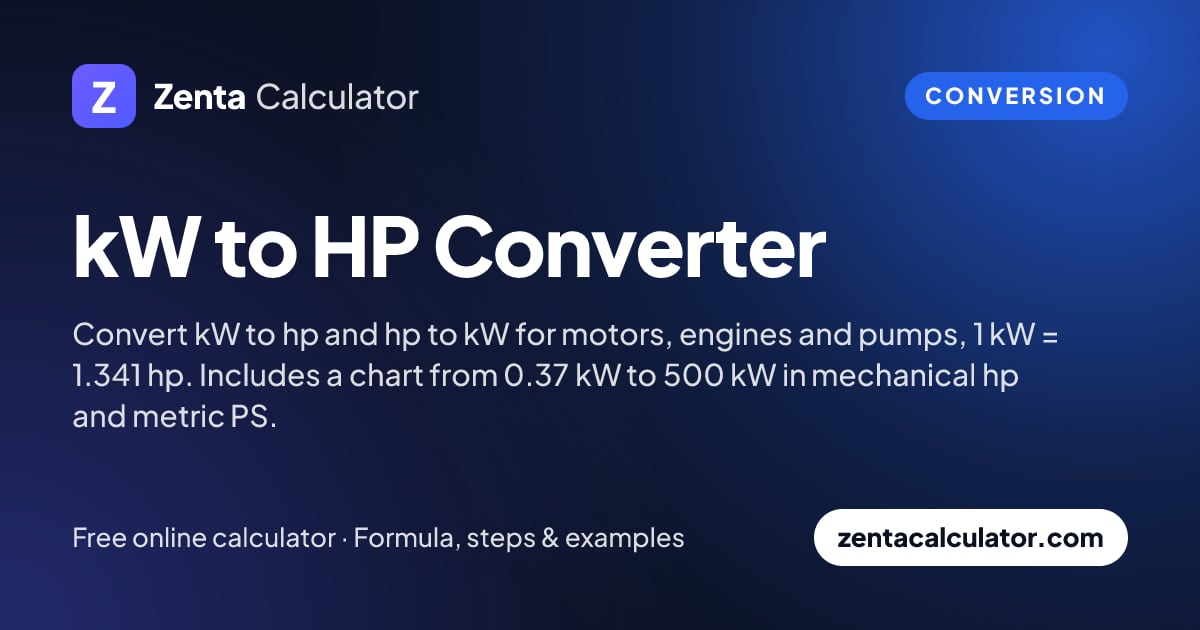 Z
Zenta Calculator
CONVERSION
kW to HP Converter
Convert kW to hp and hp to kW for motors, engines and pumps, 1 kW =
1.341 hp. Includes a chart from 0.37 kW to 500 kW in mechanical hp
and metric PS.
Free online calculator · Formula, steps & examples
zentacalculator.com